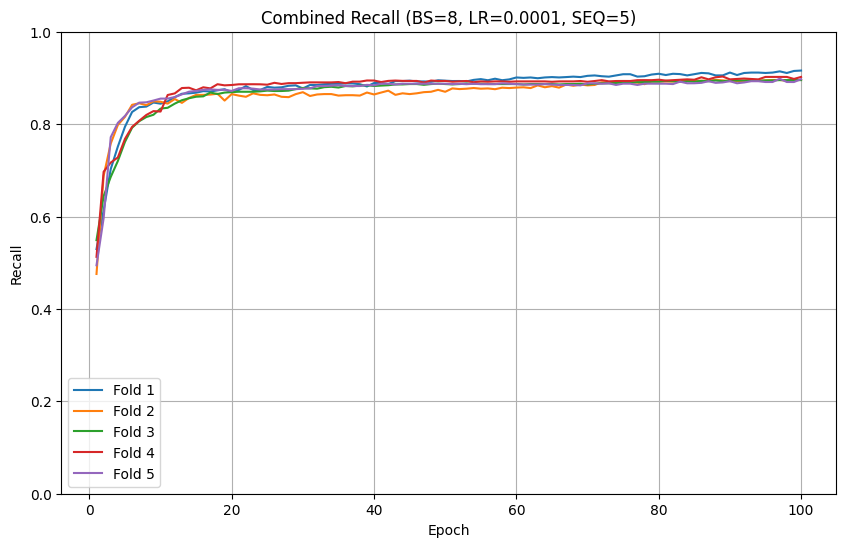 Combined Recall (BS=8, LR=0.0001, SEQ=5)
1.0
0.8
0.6
0.4
0.2
0.0
Recall
Fold 1
Fold 2
Fold 3
Fold 4
Fold 5
0 20 40 60 80 100
Epoch